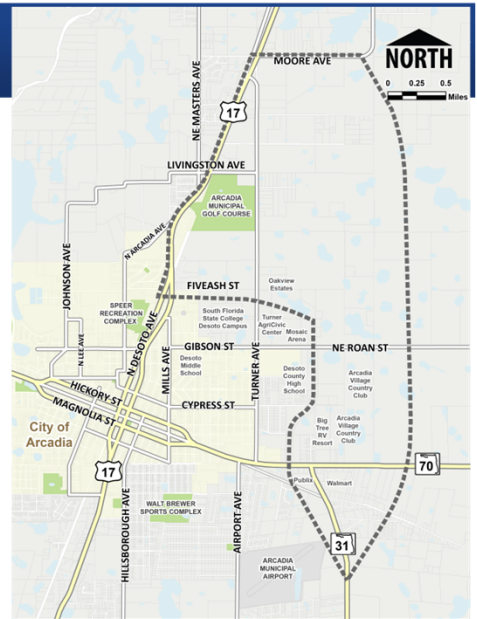 NORTH
0 0.25 0.5
Miles
MOORE AVE
NE MASTERS AVE
17
LIVINGSTON AVE
ARCADIA
MUNICIPAL
GOLF COURSE
N ARCADIA AVE
JOHNSON AVE
FIVEASH ST
Oakview
Estates
SPEER
RECREATION
COMPLEX
South Florida
State College
Desoto Campus
Turner
AgriCivic
Center
Mosaic
Arena
N LEE AVE
N DESOTO AVE
GIBSON ST
NE ROAN ST
MILLS AVE
TURNER AVE
Desoto
Middle
School
Desoto
County
High
School
Arcadia
Village
Country
Club
HICKORY ST
MAGNOLIA ST
CYPRESS ST
City of
Arcadia
Big
Tree
RV
Resort
Arcadia
Village
Country
Club
17
70
Publix
Walmart
HILLSBOROUGH AVE
WALT BREWER
SPORTS COMPLEX
AIRPORT AVE
31
ARCADIA
MUNICIPAL
AIRPORT